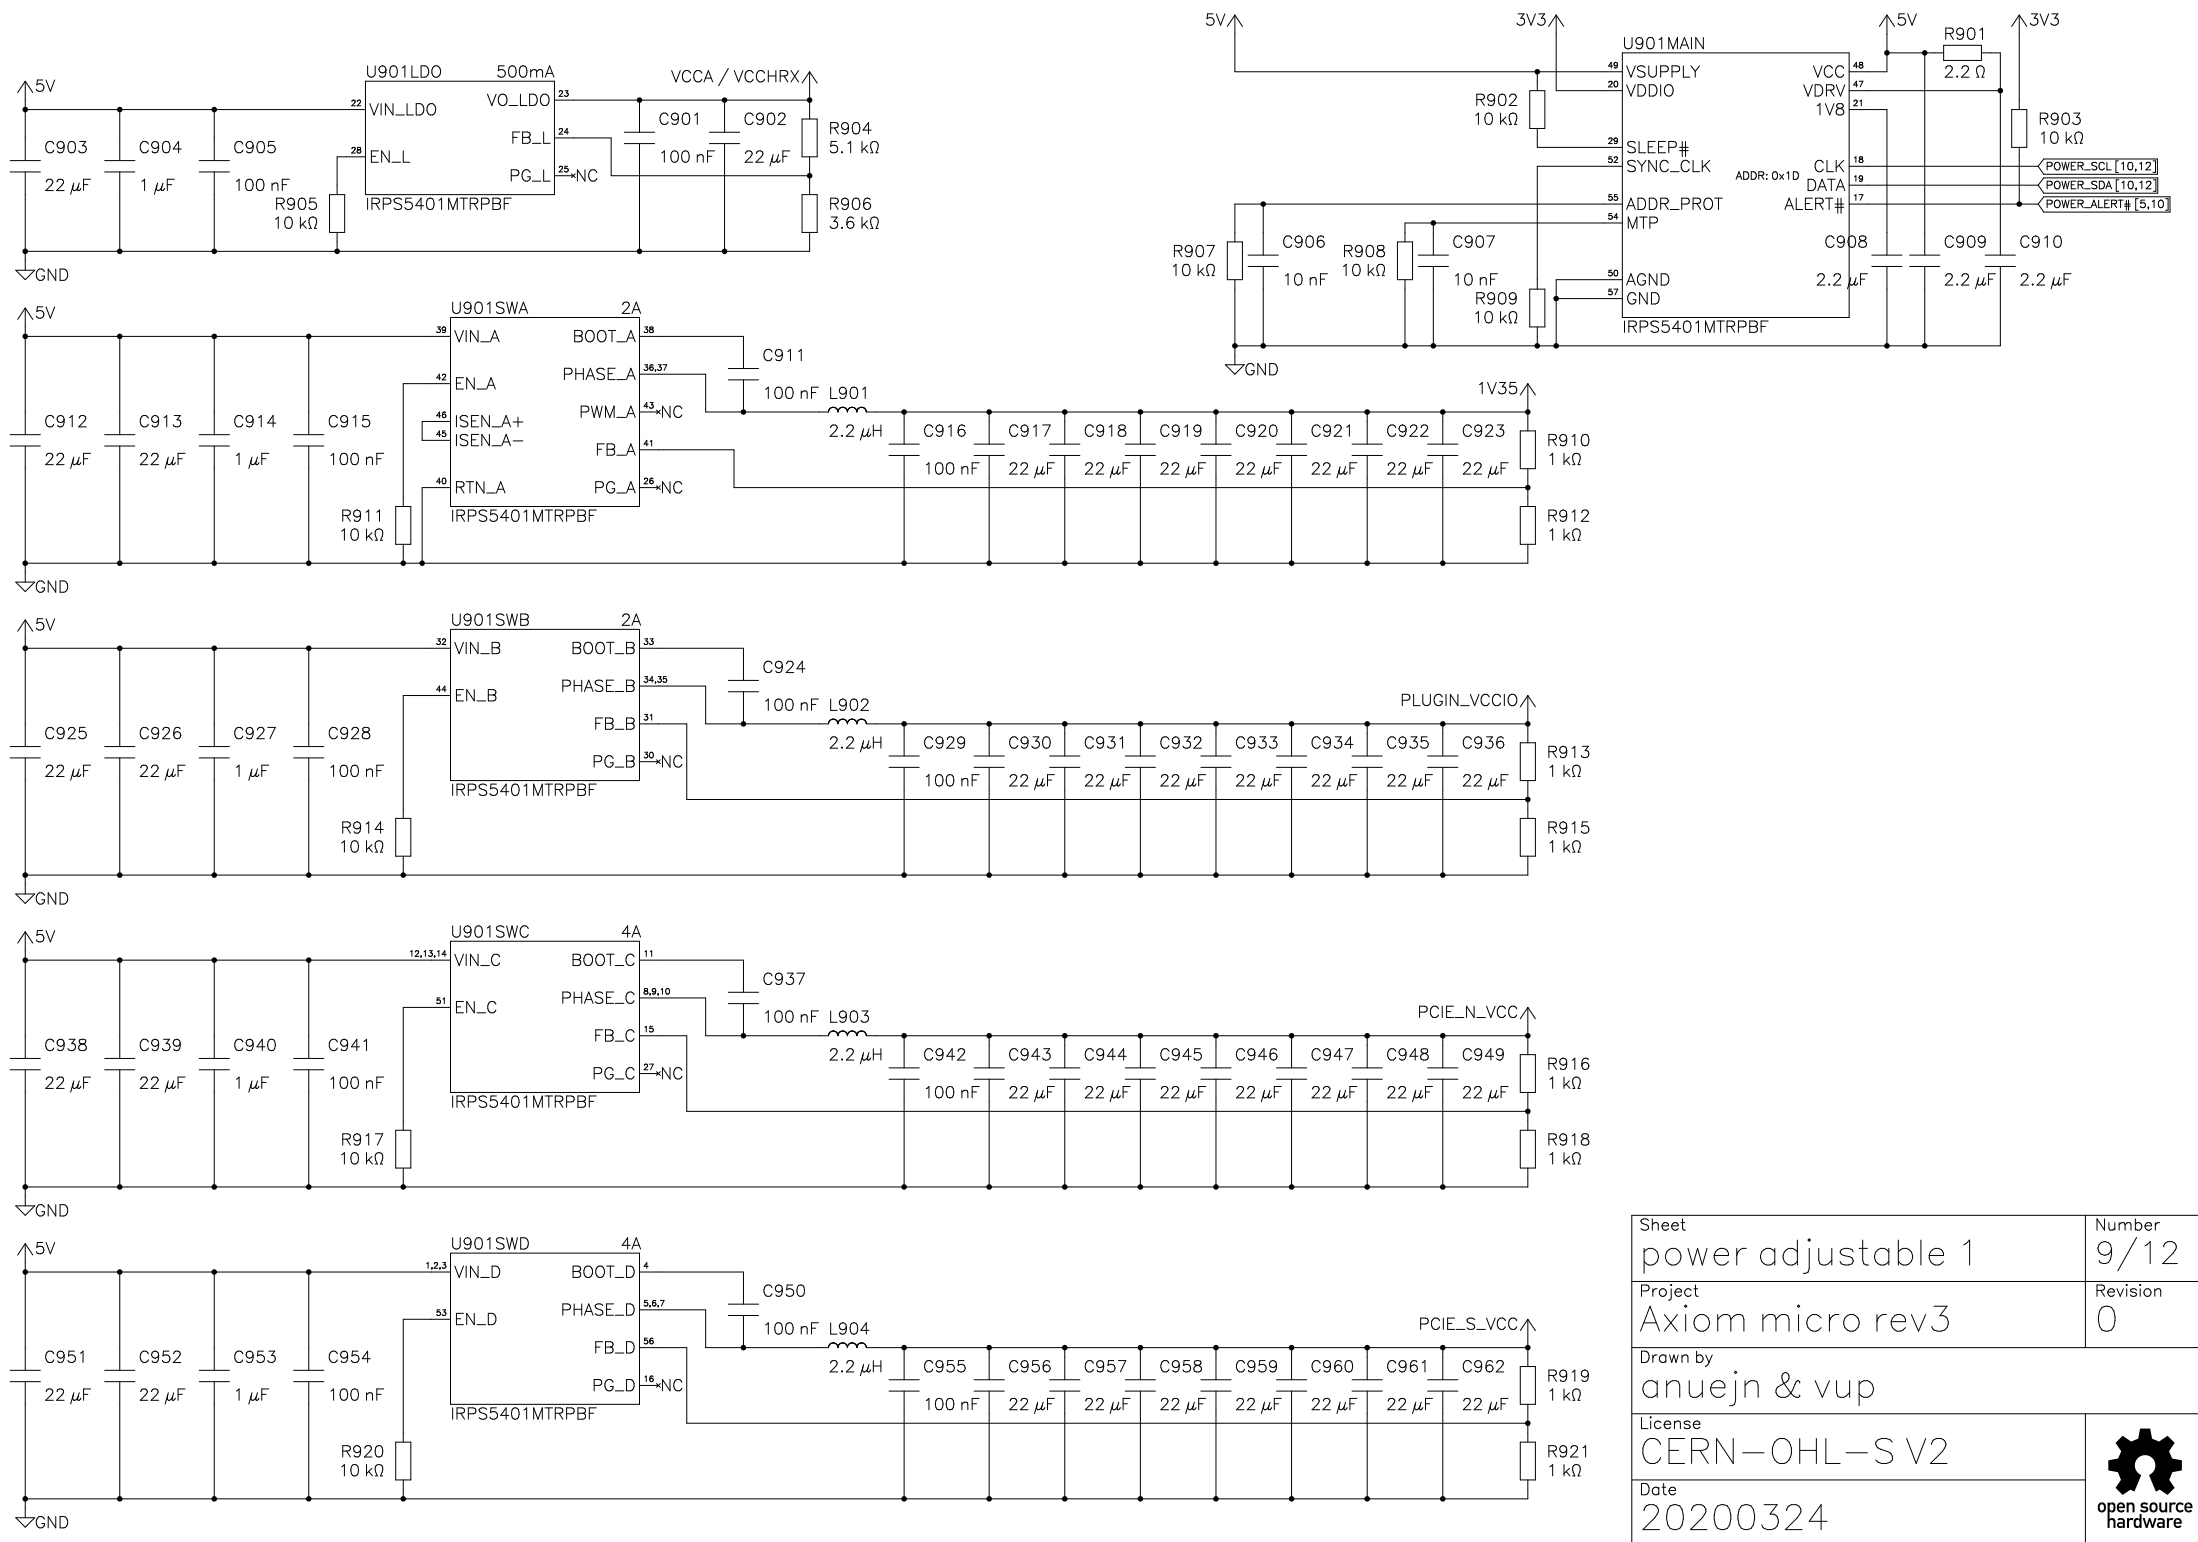 5V
U901LDO 500mA
VCCA / VCCHRX
22 VIN_LDO
VO_LDO 23
FB_L 24
28 EN_L
PG_L 25 NC
IRPS5401MTRPBF
C903 22 µF
C904 1 µF
C905 100 nF
R905 10 kΩ
C901 100 nF
C902 22 µF
R904 5.1 kΩ
R906 3.6 kΩ
GND
5V
3V3
5V
3V3
U901MAIN
R901 2.2 Ω
49 VSUPPLY
20 VDDIO
29 SLEEP#
52 SYNC_CLK
55 ADDR_PROT
54 MTP
50 AGND
57 GND
VCC 48
VDRV 47
1V8 21
CLK 18
ADDR: 0x1D
DATA 19
ALERT# 17
IRPS5401MTRPBF
R902 10 kΩ
R903 10 kΩ
POWER_SCL [10,12]
POWER_SDA [10,12]
POWER_ALERT# [5,10]
R907 10 kΩ
C906 10 nF
R908 10 kΩ
C907 10 nF
R909 10 kΩ
C908 2.2 µF
C909 2.2 µF
C910 2.2 µF
GND
5V
U901SWA 2A
39 VIN_A
42 EN_A
46 ISEN_A+
45 ISEN_A-
40 RTN_A
BOOT_A 38
PHASE_A 36,37
PWM_A 43 NC
FB_A 41
PG_A 26 NC
IRPS5401MTRPBF
C912 22 µF
C913 22 µF
C914 1 µF
C915 100 nF
R911 10 kΩ
C911 100 nF
L901 2.2 µH
1V35
C916 100 nF
C917 22 µF
C918 22 µF
C919 22 µF
C920 22 µF
C921 22 µF
C922 22 µF
C923 22 µF
R910 1 kΩ
R912 1 kΩ
GND
5V
U901SWB 2A
32 VIN_B
44 EN_B
BOOT_B 33
PHASE_B 34,35
FB_B 31
PG_B 30 NC
IRPS5401MTRPBF
C925 22 µF
C926 22 µF
C927 1 µF
C928 100 nF
R914 10 kΩ
C924 100 nF
L902 2.2 µH
PLUGIN_VCCIO
C929 100 nF
C930 22 µF
C931 22 µF
C932 22 µF
C933 22 µF
C934 22 µF
C935 22 µF
C936 22 µF
R913 1 kΩ
R915 1 kΩ
GND
5V
U901SWC 4A
12,13,14 VIN_C
51 EN_C
BOOT_C 11
PHASE_C 8,9,10
FB_C 15
PG_C 27 NC
IRPS5401MTRPBF
C938 22 µF
C939 22 µF
C940 1 µF
C941 100 nF
R917 10 kΩ
C937 100 nF
L903 2.2 µH
PCIE_N_VCC
C942 100 nF
C943 22 µF
C944 22 µF
C945 22 µF
C946 22 µF
C947 22 µF
C948 22 µF
C949 22 µF
R916 1 kΩ
R918 1 kΩ
GND
5V
U901SWD 4A
1,2,3 VIN_D
53 EN_D
BOOT_D 4
PHASE_D 5,6,7
FB_D 56
PG_D 16 NC
IRPS5401MTRPBF
C951 22 µF
C952 22 µF
C953 1 µF
C954 100 nF
R920 10 kΩ
C950 100 nF
L904 2.2 µH
PCIE_S_VCC
C955 100 nF
C956 22 µF
C957 22 µF
C958 22 µF
C959 22 µF
C960 22 µF
C961 22 µF
C962 22 µF
R919 1 kΩ
R921 1 kΩ
GND
Sheet
power adjustable 1
Number
9/12
Project
Axiom micro rev3
Revision
0
Drawn by
anuejn & vup
License
CERN-OHL-S V2
Date
20200324
open source
hardware